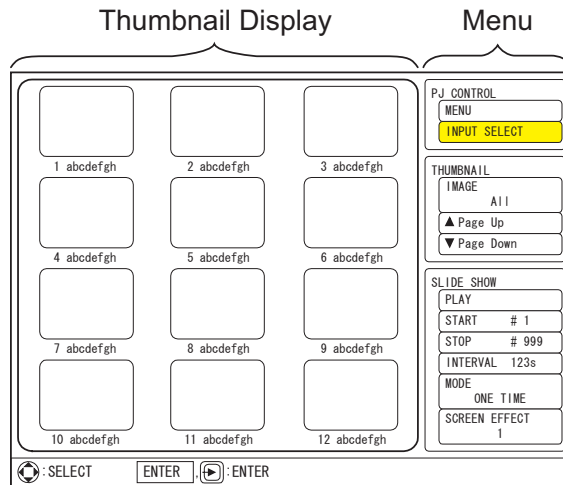 Thumbnail Display
Menu
1 abcdefgh
2 abcdefgh
3 abcdefgh
4 abcdefgh
5 abcdefgh
6 abcdefgh
7 abcdefgh
8 abcdefgh
9 abcdefgh
10 abcdefgh
11 abcdefgh
12 abcdefgh
PJ CONTROL
MENU
INPUT SELECT
THUMBNAIL
IMAGE
All
▲ Page Up
▼ Page Down
SLIDE SHOW
PLAY
START # 1
STOP # 999
INTERVAL 123s
MODE
ONE TIME
SCREEN EFFECT
1
:SELECT ENTER , :ENTER